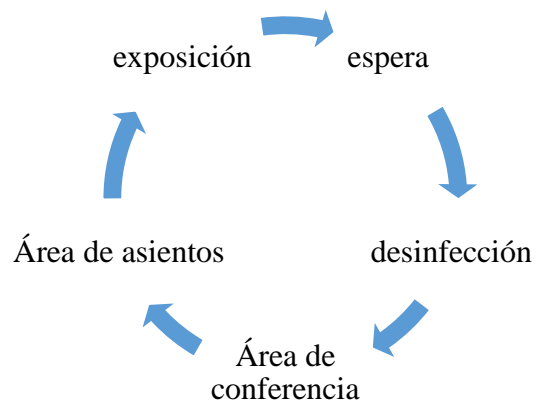 exposición
espera
desinfección
Área de
conferencia
Área de asientos